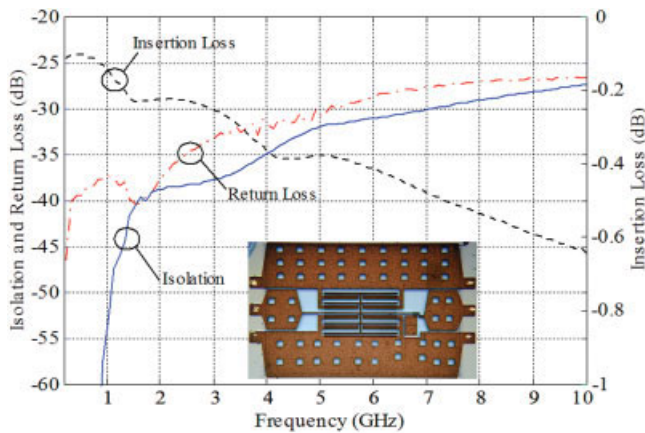 -20
-25
-30
-35
-40
-45
-50
-55
-60
Isolation and Return Loss (dB)
Insertion Loss
Return Loss
Isolation
0
-0.2
-0.4
-0.6
-0.8
-1
Insertion Loss (dB)
1 2 3 4 5 6 7 8 9 10
Frequency (GHz)